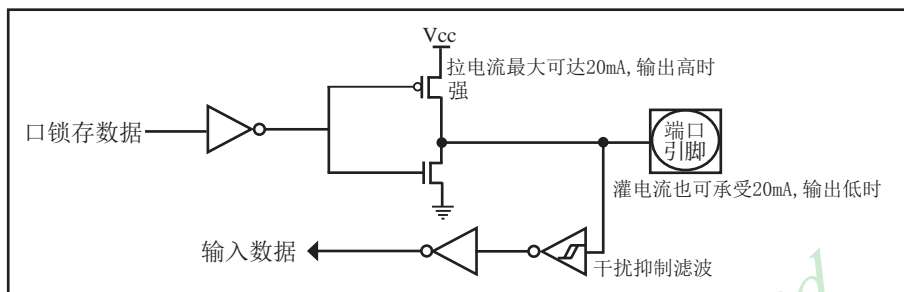 Vcc
拉电流最大可达20mA,输出高时
强
口锁存数据
端口
引脚
灌电流也可承受20mA,输出低时
输入数据
干扰抑制滤波